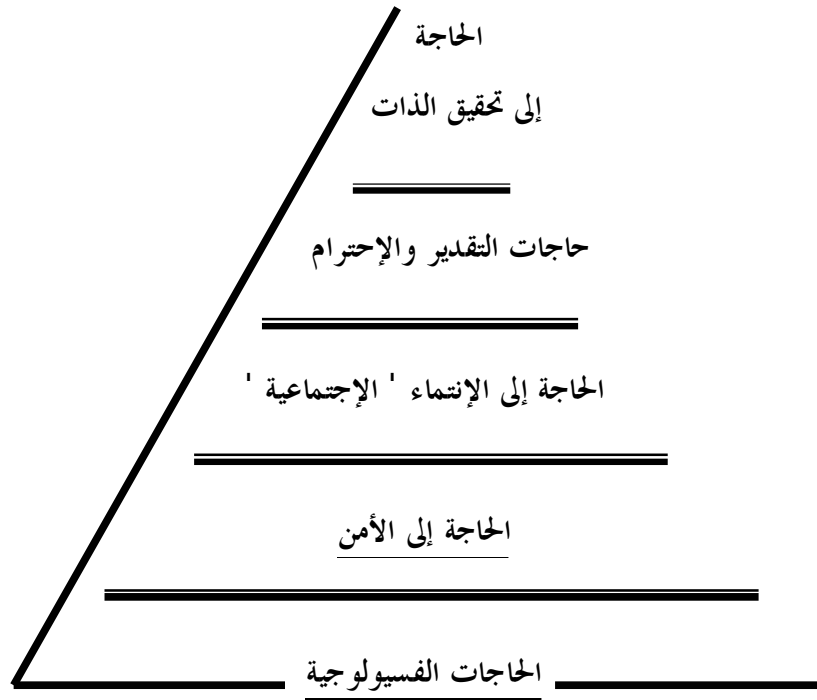 الحاجة
إلى تحقيق الذات
حاجات التقدير والإحترام
الحاجة إلى الإنتماء ' الإجتماعية '
الحاجة إلى الأمن
الحاجات الفسيولوجية